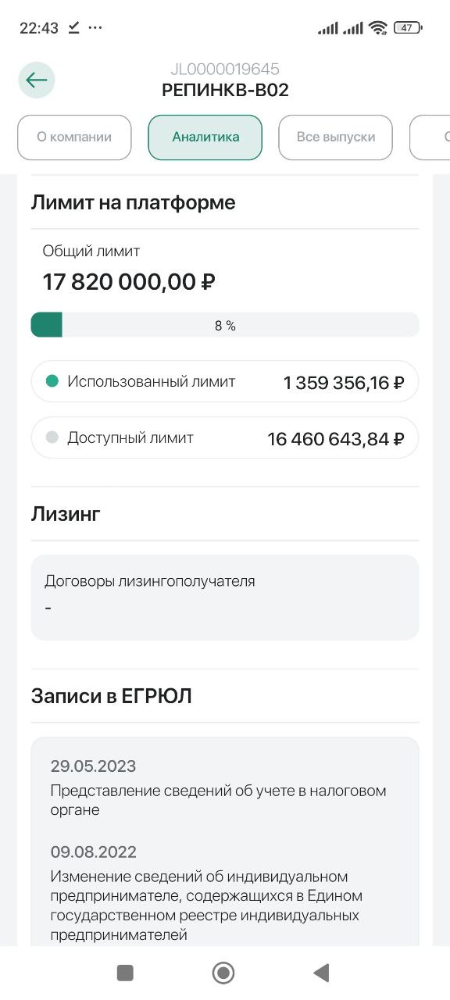 22:43
47
JL0000019645
РЕПИНКВ-В02
О компании
Аналитика
Все выпуски
Лимит на платформе
Общий лимит
17 820 000,00 ₽
8 %
Использованный лимит 1 359 356,16 ₽
Доступный лимит 16 460 643,84 ₽
Лизинг
Договоры лизингополучателя
-
Записи в ЕГРЮЛ
29.05.2023
Представление сведений об учете в налоговом
органе
09.08.2022
Изменение сведений об индивидуальном
предпринимателе, содержащихся в Едином
государственном реестре индивидуальных
предпринимателей